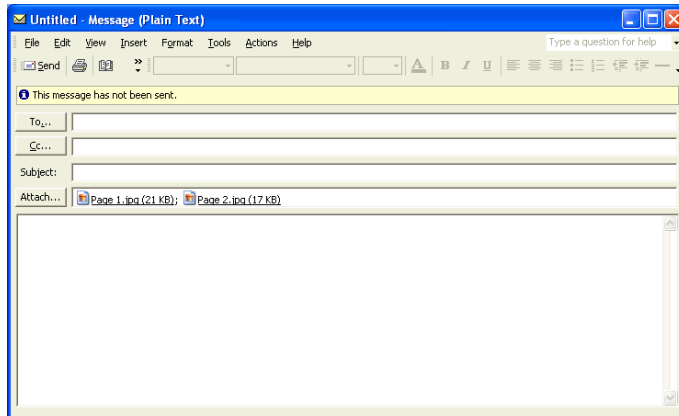 Untitled - Message (Plain Text)
File Edit View Insert Format Tools Actions Help Type a question for help
Send A B I U
This message has not been sent.
To...
Cc...
Subject:
Attach... Page 1.jpg (21 KB); Page 2.jpg (17 KB)